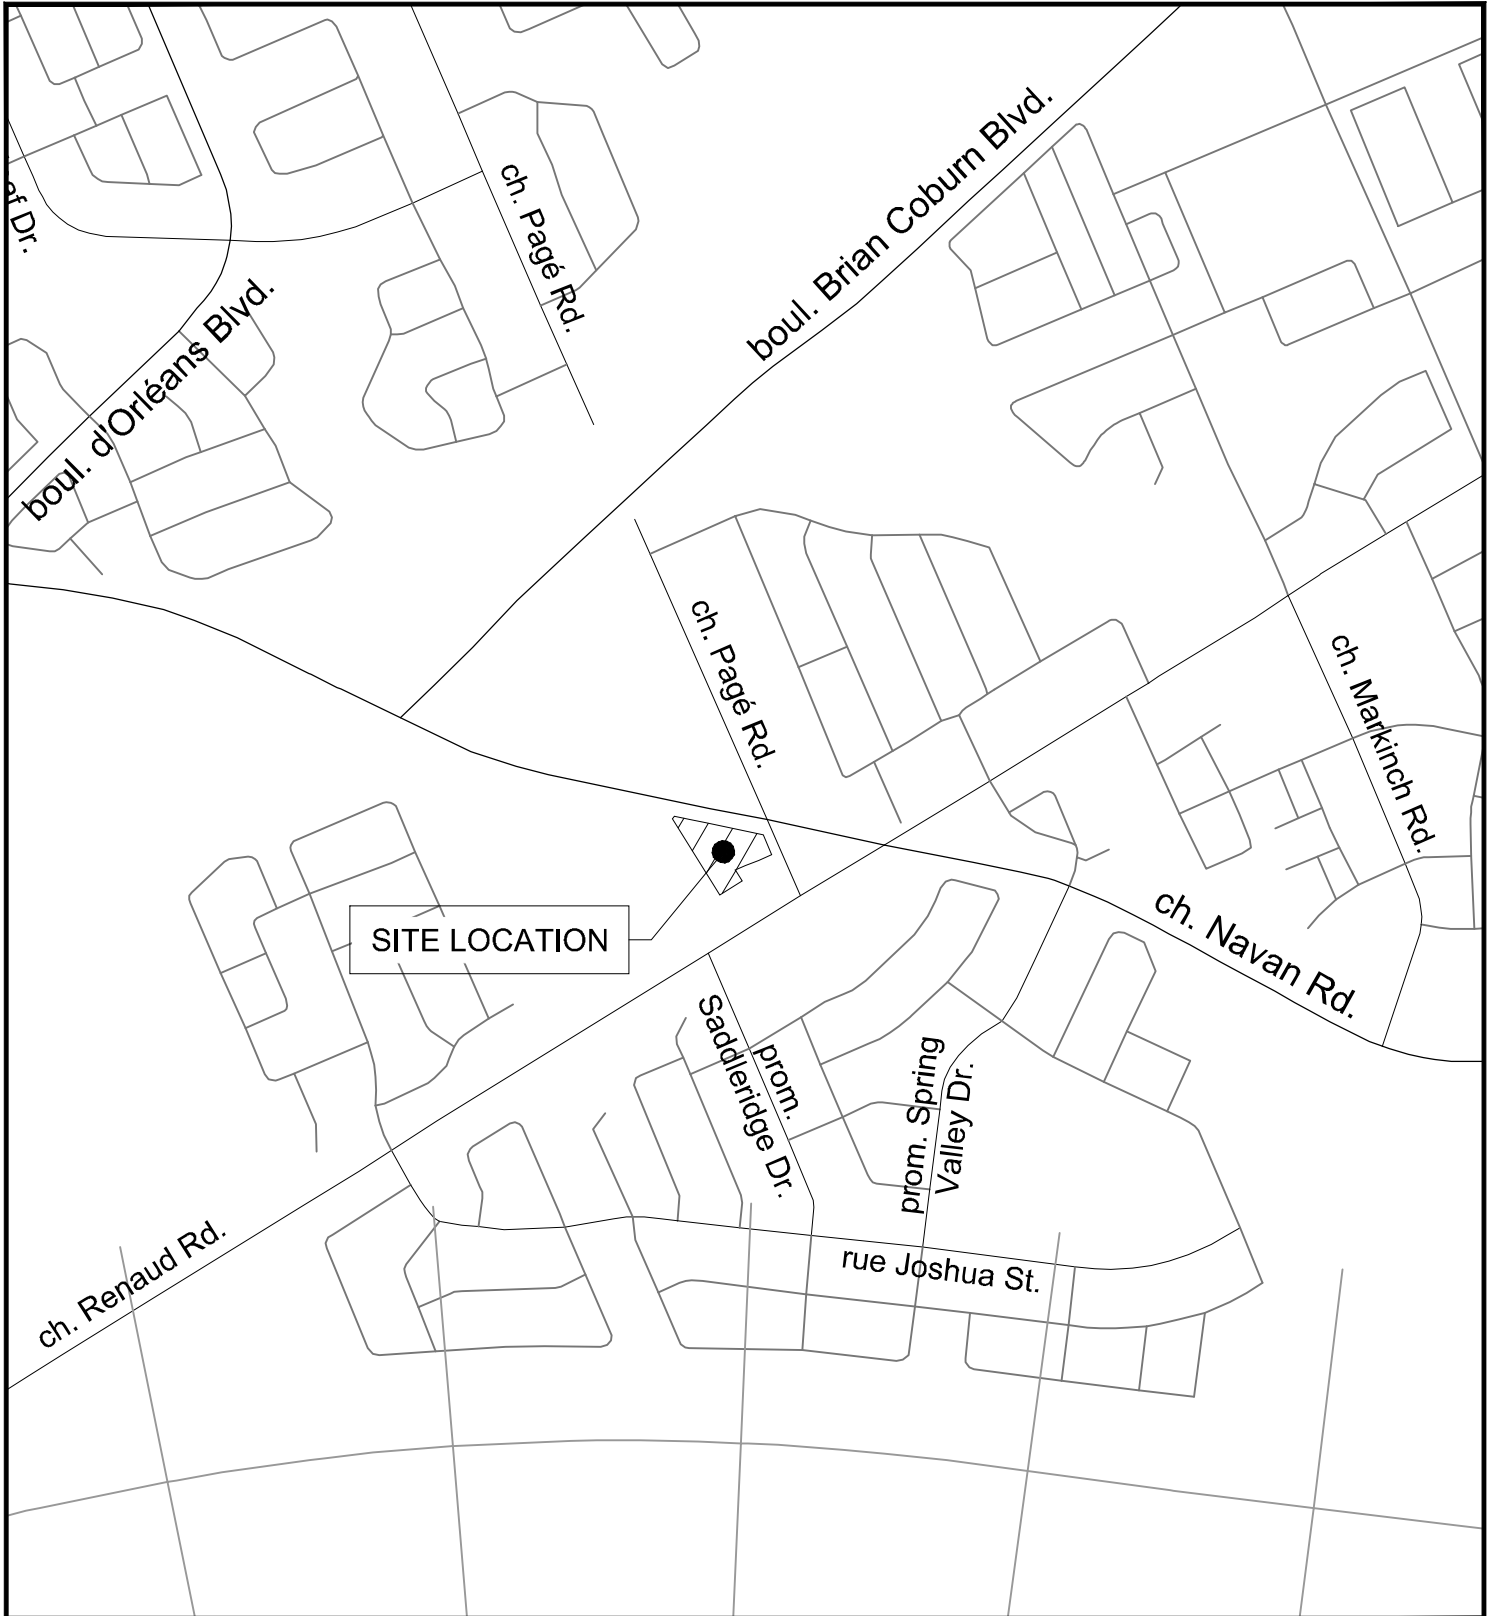 ch. Pagé Rd.
boul. Brian Coburn Blvd.
Dr.
boul. d'Orléans Blvd.
ch. Pagé Rd.
ch. Markinch Rd.
SITE LOCATION
ch. Navan Rd.
prom.
Saddleridge Dr.
prom. Spring
Valley Dr.
ch. Renaud Rd.
rue Joshua St.